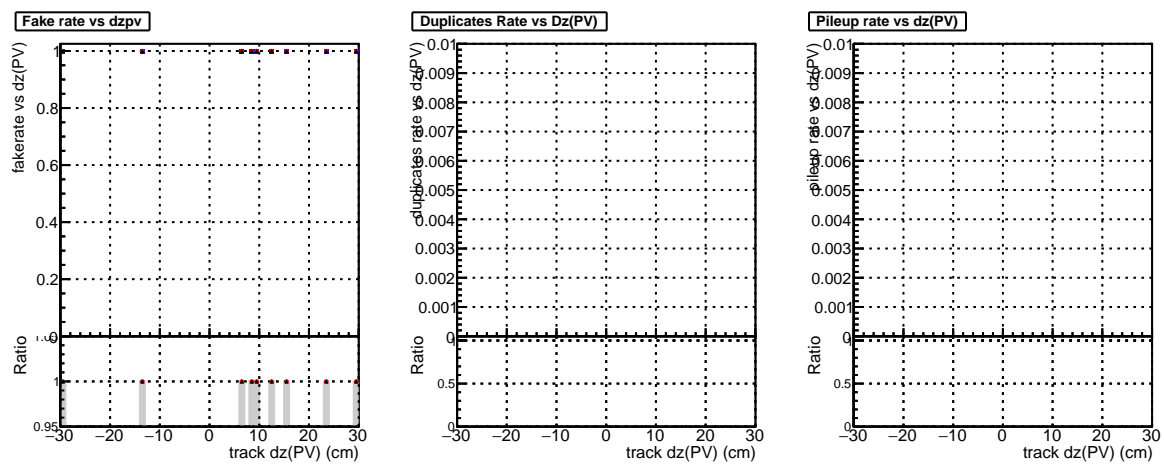 Fake rate vs dzpv
fakerate vs dz(PV)
1
0.8
0.6
0.4
0.2
0
Ratio
1
0.95
−30 −20 −10 0 10 20 30
track dz(PV) (cm)
Duplicates Rate vs Dz(PV)
duplicates rate vs dz(PV)
0.01
0.009
0.008
0.007
0.006
0.005
0.004
0.003
0.002
0.001
0
Ratio
1
0.5
0
−30 −20 −10 0 10 20 30
track dz(PV) (cm)
Pileup rate vs dz(PV)
pileup rate vs dz(PV)
0.01
0.009
0.008
0.007
0.006
0.005
0.004
0.003
0.002
0.001
0
Ratio
1
0.5
0
−30 −20 −10 0 10 20 30
track dz(PV) (cm)